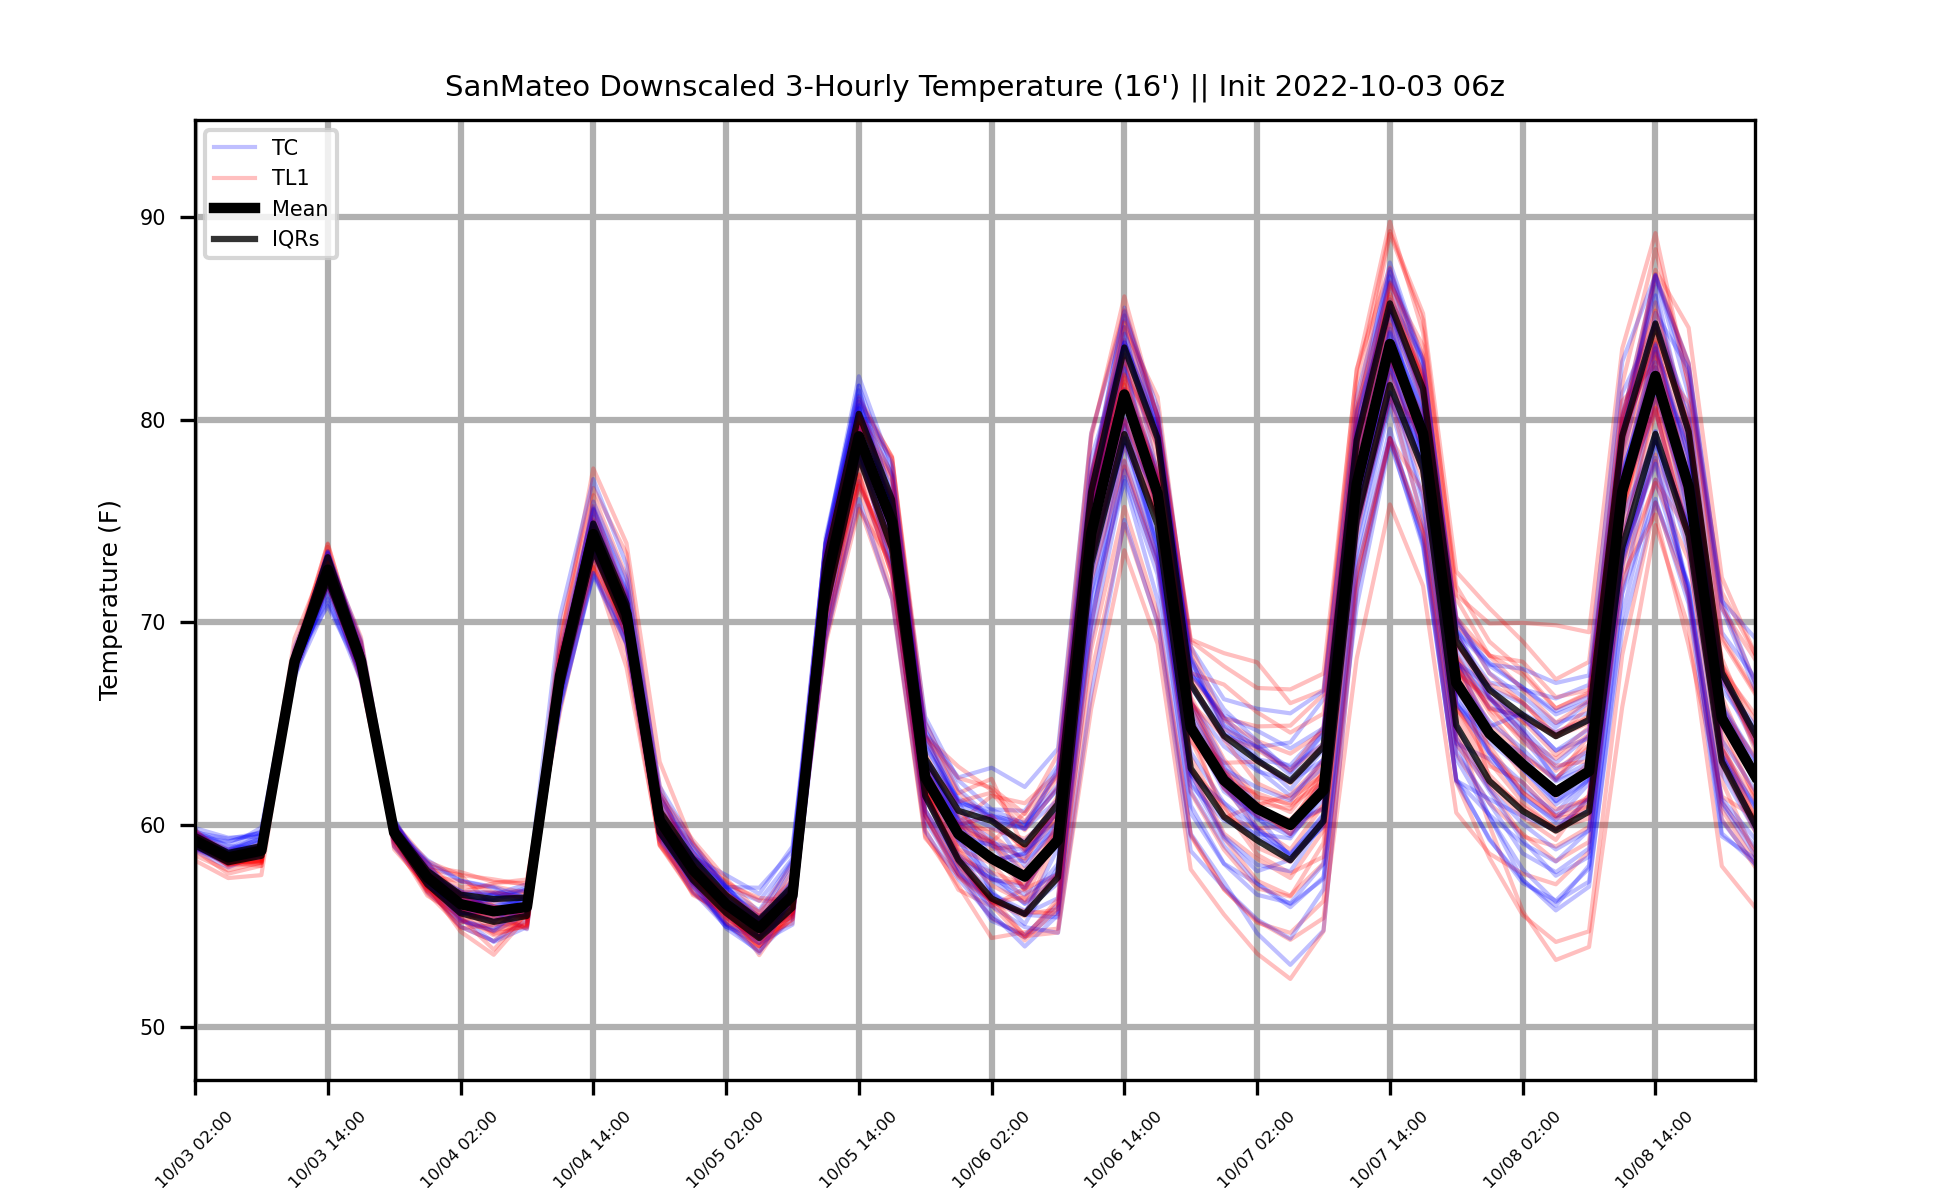 SanMateo Downscaled 3-Hourly Temperature (16') || Init 2022-10-03 06z
TC
TL1
Mean
IQRs
Temperature (F)
90
80
70
60
50
10/03 02:00
10/03 14:00
10/04 02:00
10/04 14:00
10/05 02:00
10/05 14:00
10/06 02:00
10/06 14:00
10/07 02:00
10/07 14:00
10/08 02:00
10/08 14:00